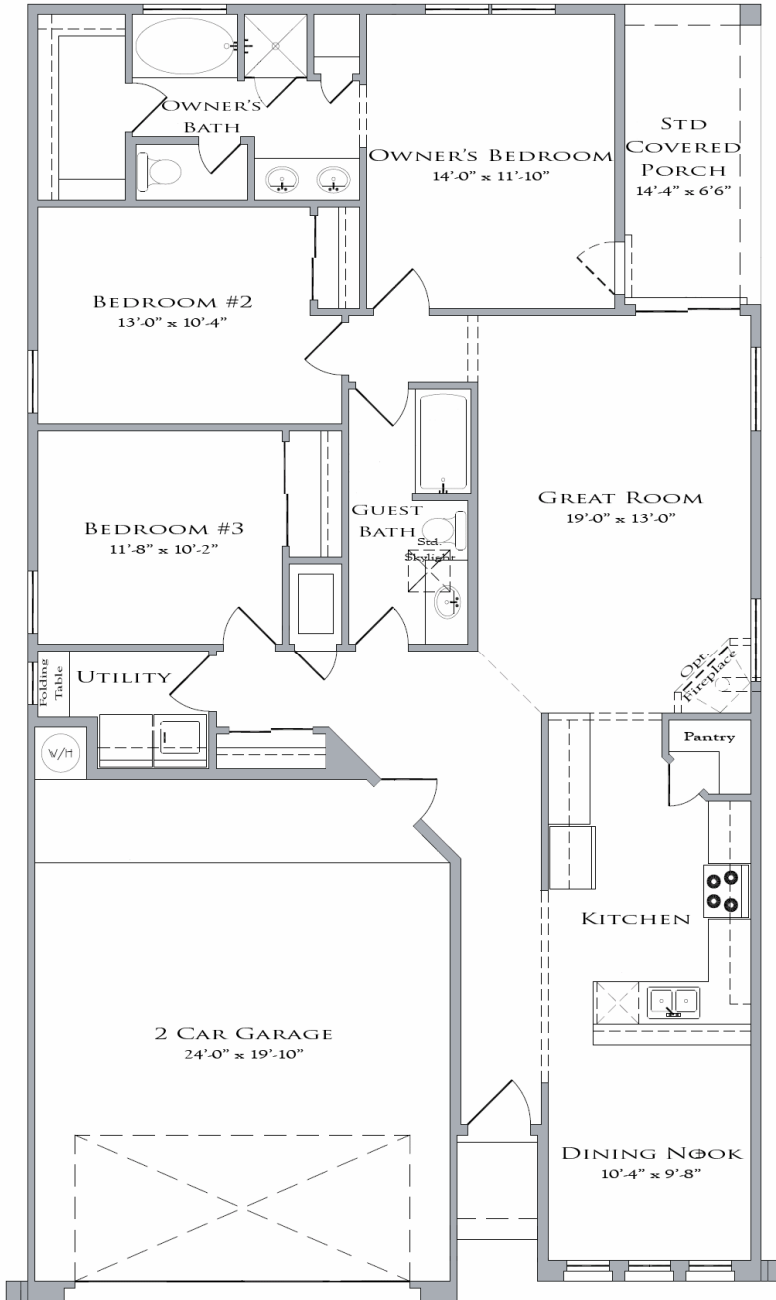 OWNER'S
BATH
OWNER'S BEDROOM
14'-0" x 11'-10"
STD
COVERED
PORCH
14'-4" x 6'6"
BEDROOM #2
13'-0" x 10'-4"
GREAT ROOM
19'-0" x 13'-0"
GUEST
BATH
Std.
Skylight
BEDROOM #3
11'-8" x 10'-2"
Opt.
Fireplace
Folding
Table
UTILITY
W/H
Pantry
KITCHEN
2 CAR GARAGE
24'-0" x 19'-10"
DINING NOOK
10'-4" x 9'-8"